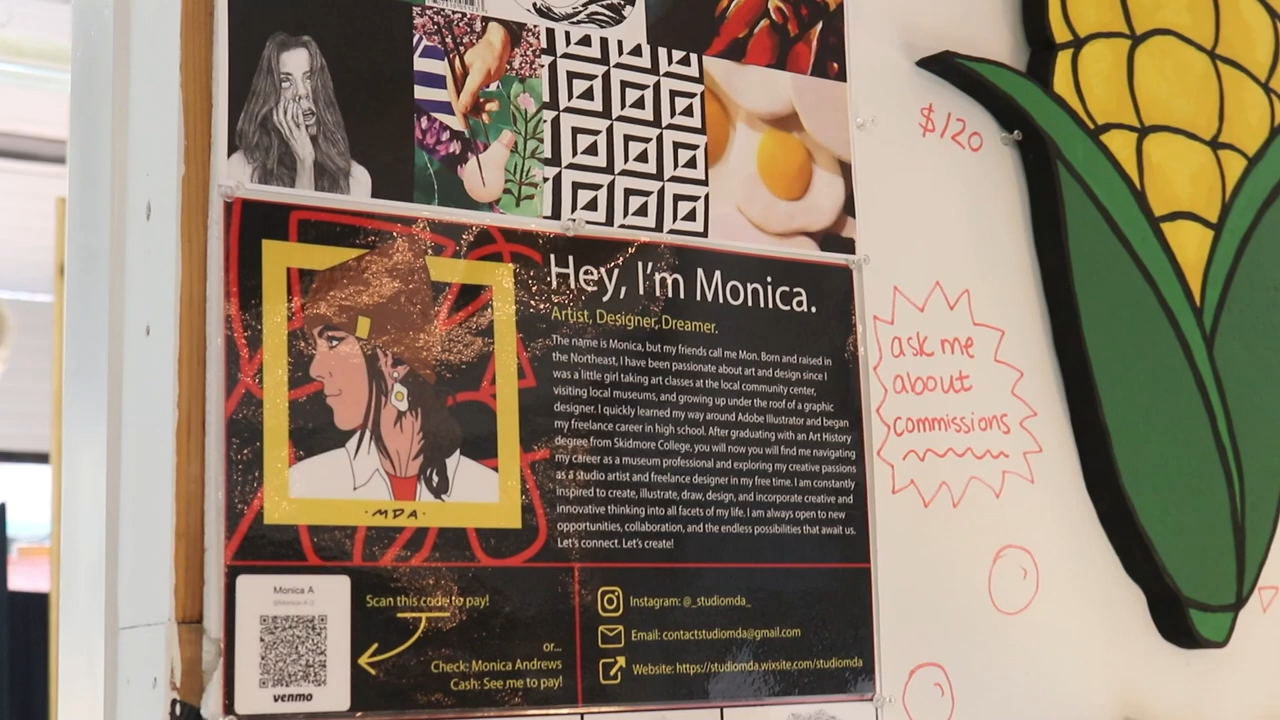 $120
Hey, I'm Monica.
Artist, Designer, Dreamer.
The name is Monica, but my friends call me Mon. Born and raised in
the Northeast, I have been passionate about art and design since I
was a little girl taking art classes at the local community center,
visiting local museums, and growing up under the roof of a graphic
designer. I quickly learned my way around Adobe Illustrator and began
my freelance career in high school. After graduating with an Art History
degree from Skidmore College, you will now you will find me navigating
my career as a museum professional and exploring my creative passions
as a studio artist and freelance designer in my free time. I am constantly
inspired to create, illustrate, draw, design, and incorporate creative and
innovative thinking into all facets of my life. I am always open to new
opportunities, collaboration, and the endless possibilities that await us.
Let's connect. Let's create!
·MDA·
ask me
about
commissions
Monica A
@Monica-A-2
venmo
Scan this code to pay!
or...
Check: Monica Andrews
Cash: See me to pay!
Instagram: @_studiomda_
Email: contactstudiomda@gmail.com
Website: https://studiomda.wixsite.com/studiomda